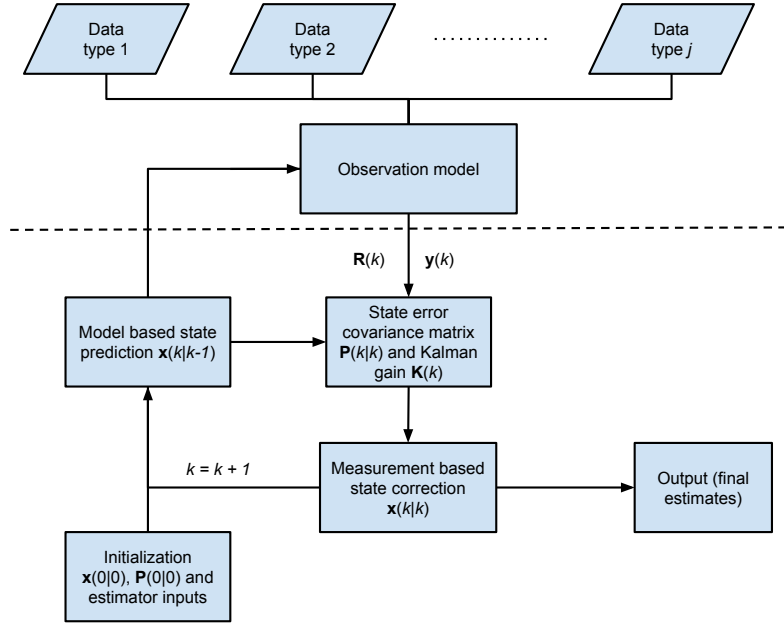 Data
type 1
Data
type 2
....................
Data
type j
Observation model
R(k) y(k)
Model based state
prediction x(k|k-1)
State error
covariance matrix
P(k|k) and Kalman
gain K(k)
k = k + 1
Measurement based
state correction
x(k|k)
Output (final
estimates)
Initialization
x(0|0), P(0|0) and
estimator inputs